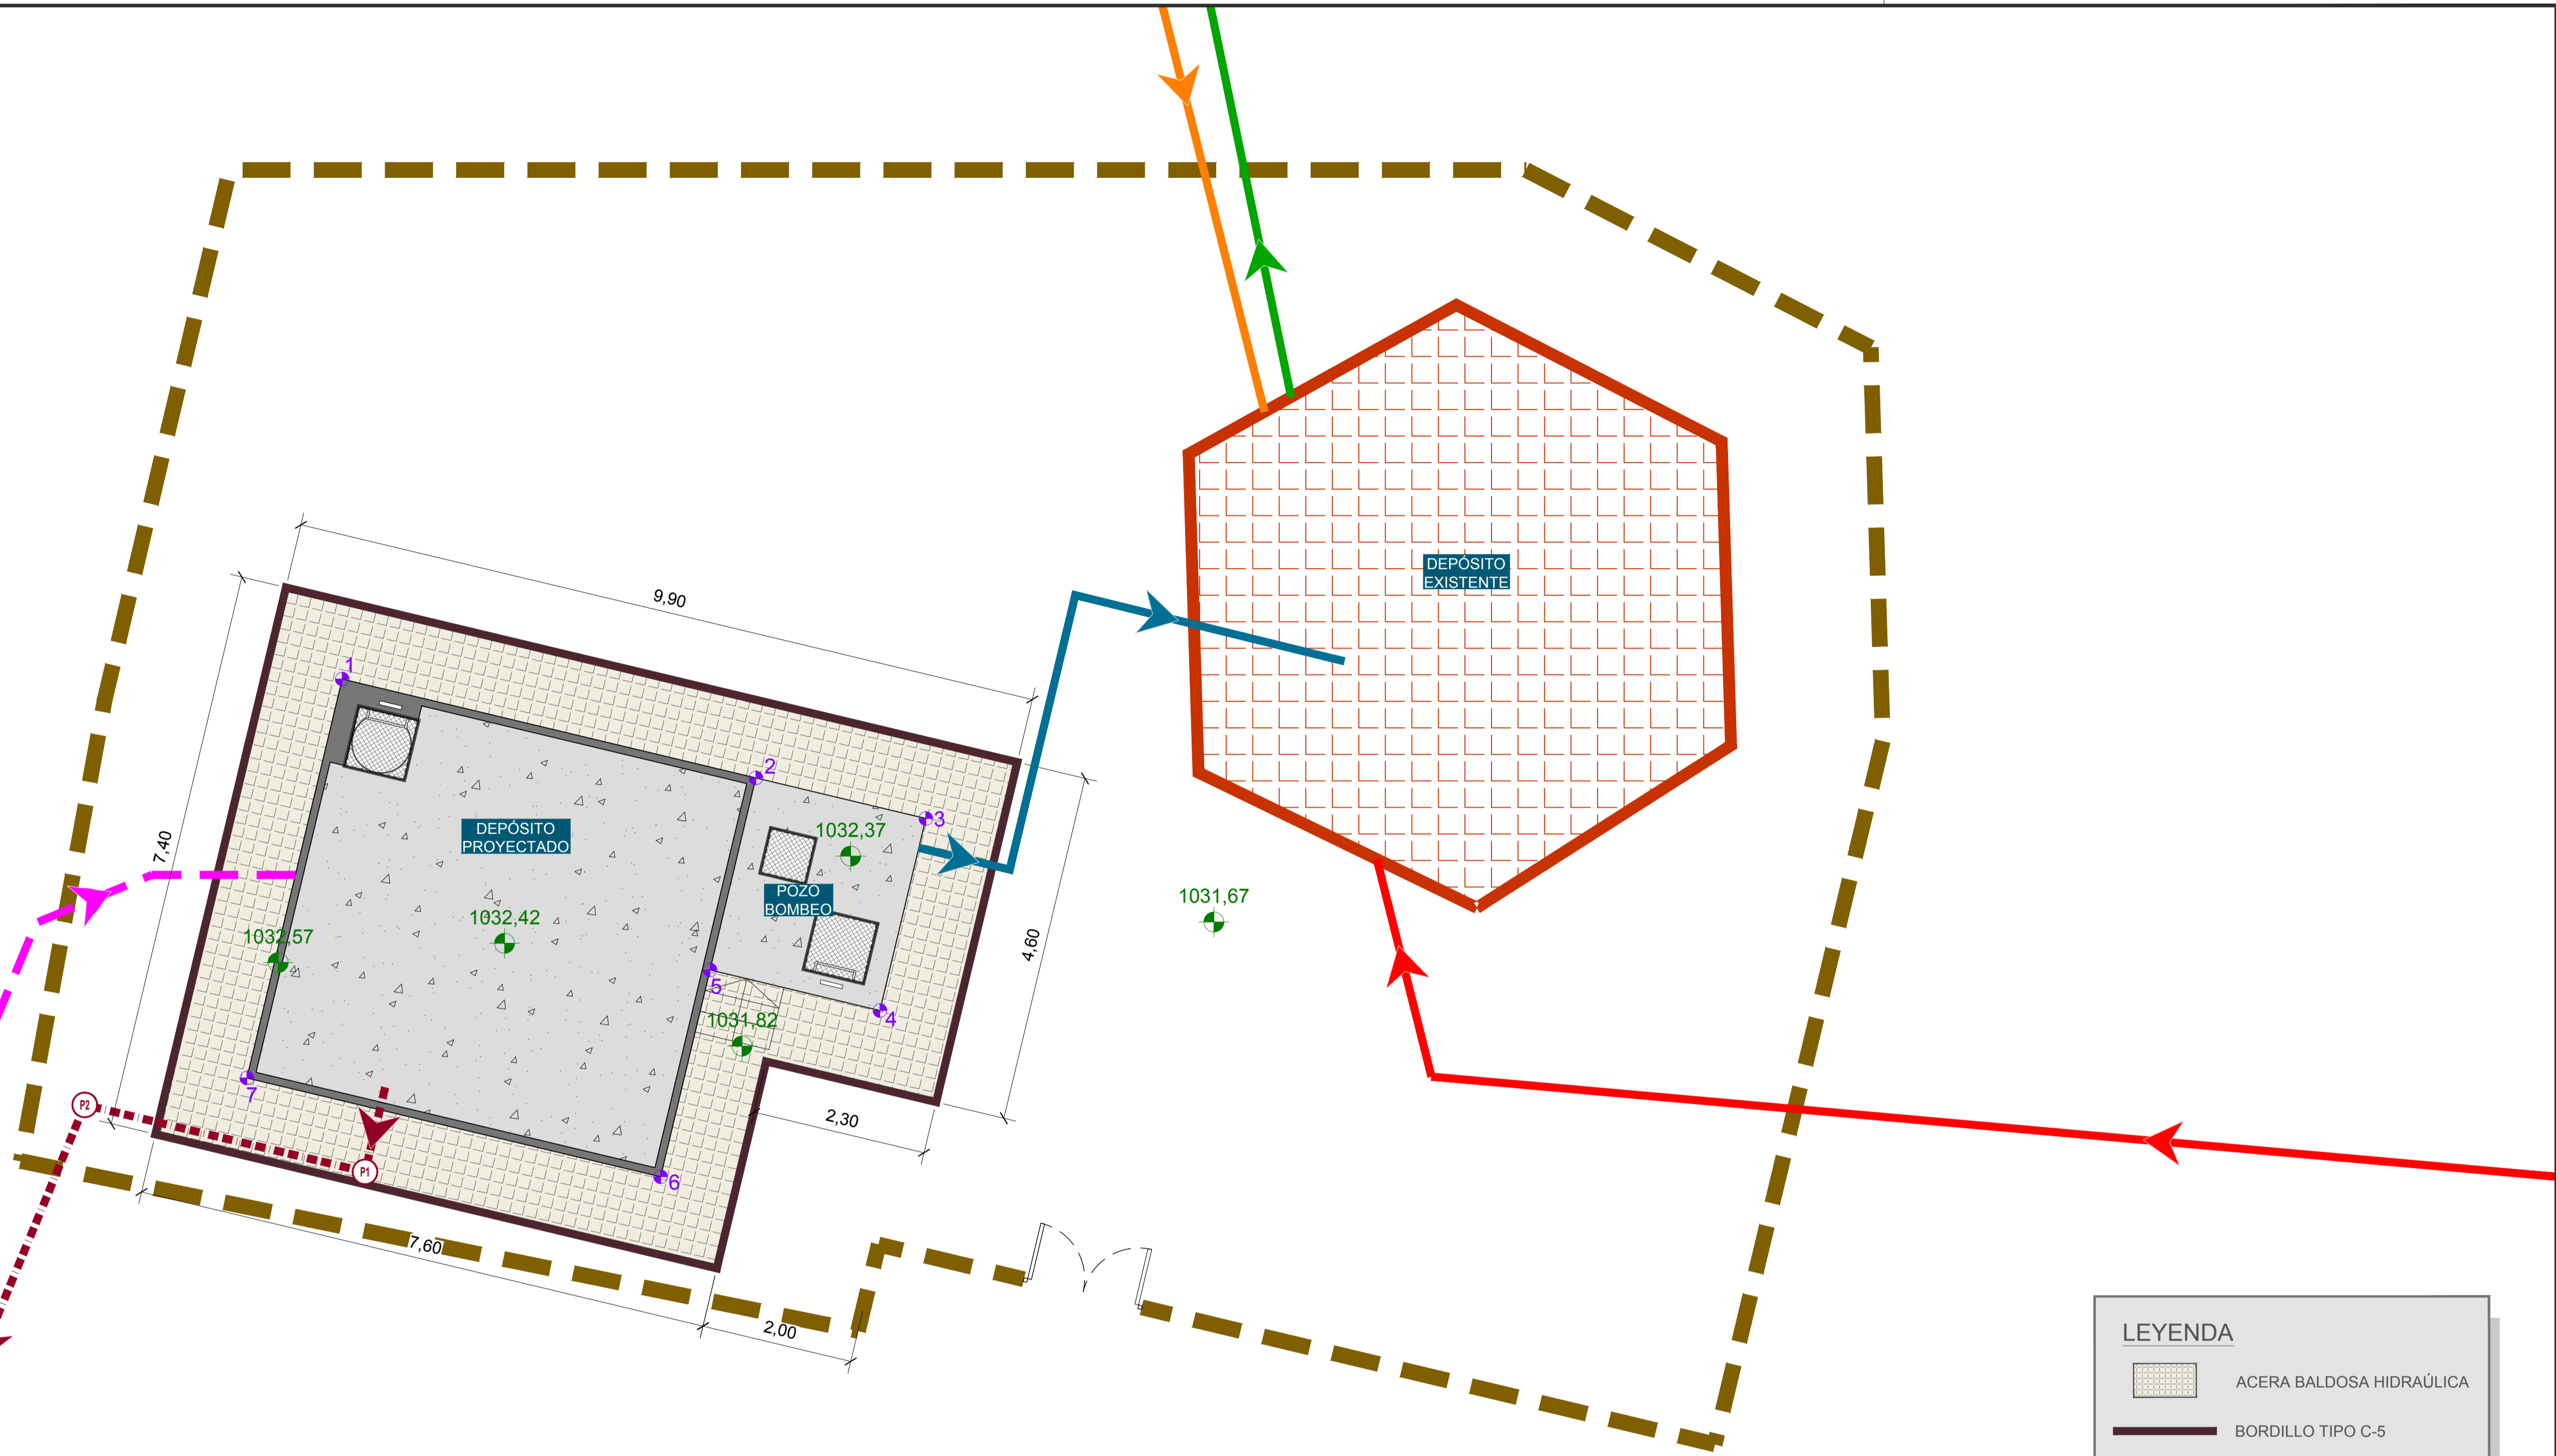 9,90
DEPÓSITO
EXISTENTE
1
2
3
7,40
DEPÓSITO
PROYECTADO
1032,37
POZO
BOMBEO
1031,67
1032,42
1032,57
4,60
5
1031,82
4
7
P2
2,30
P1
6
7,60
2,00
LEYENDA
ACERA BALDOSA HIDRAÚLICA
BORDILLO TIPO C-5